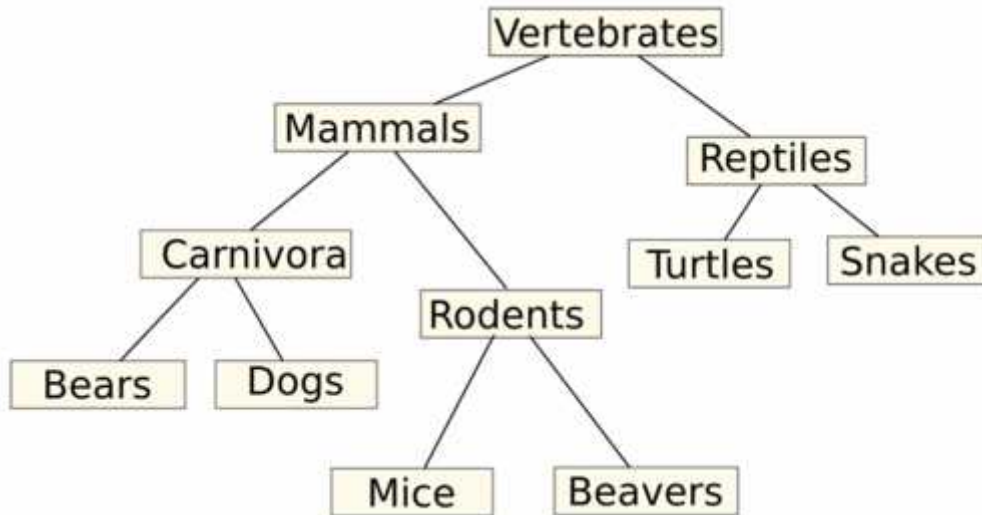 Vertebrates
Mammals
Reptiles
Carnivora
Turtles
Snakes
Rodents
Bears
Dogs
Mice
Beavers